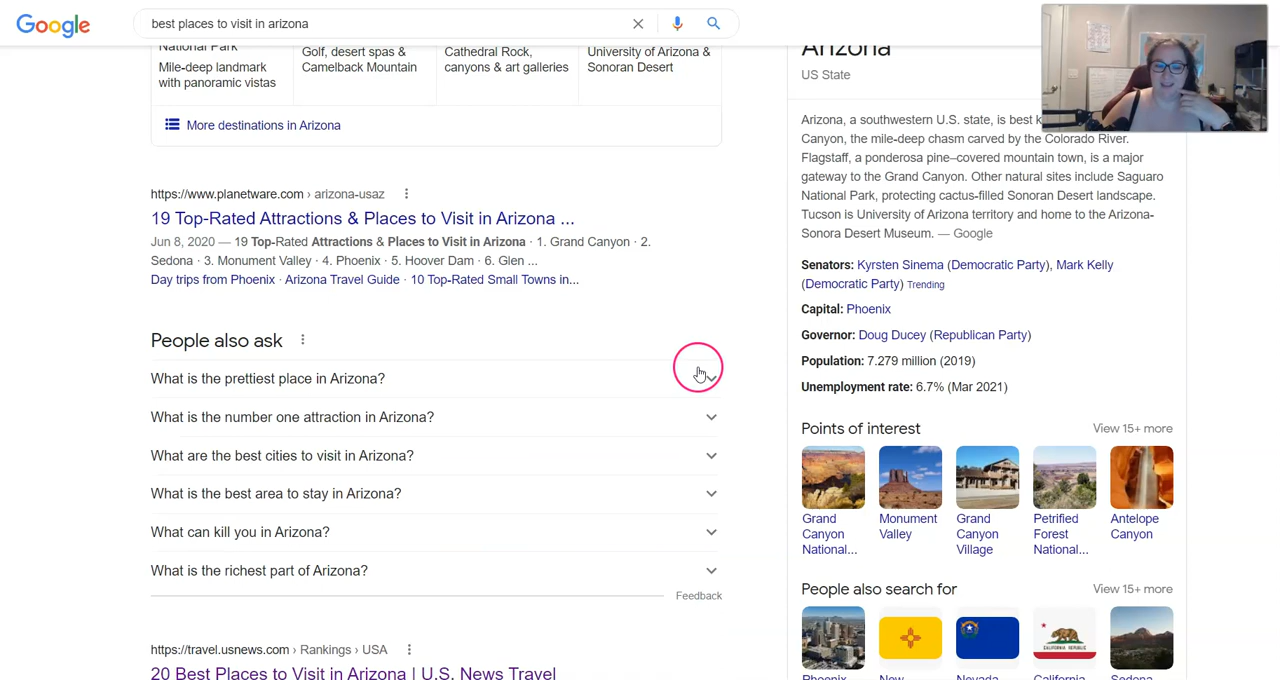 Google
best places to visit in arizona
National Park
Mile-deep landmark
with panoramic vistas
Golf, desert spas &
Camelback Mountain
Cathedral Rock,
canyons & art galleries
University of Arizona &
Sonoran Desert
More destinations in Arizona
https://www.planetware.com › arizona-usaz
19 Top-Rated Attractions & Places to Visit in Arizona ...
Jun 8, 2020 — 19 Top-Rated Attractions & Places to Visit in Arizona · 1. Grand Canyon · 2.
Sedona · 3. Monument Valley · 4. Phoenix · 5. Hoover Dam · 6. Glen ...
Day trips from Phoenix · Arizona Travel Guide · 10 Top-Rated Small Towns in...
People also ask
What is the prettiest place in Arizona?
What is the number one attraction in Arizona?
What are the best cities to visit in Arizona?
What is the best area to stay in Arizona?
What can kill you in Arizona?
What is the richest part of Arizona?
Feedback
https://travel.usnews.com › Rankings › USA
20 Best Places to Visit in Arizona | U.S. News Travel
Arizona
US State
Arizona, a southwestern U.S. state, is best
Canyon, the mile-deep chasm carved by the Colorado River.
Flagstaff, a ponderosa pine–covered mountain town, is a major
gateway to the Grand Canyon. Other natural sites include Saguaro
National Park, protecting cactus-filled Sonoran Desert landscape.
Tucson is University of Arizona territory and home to the Arizona-
Sonora Desert Museum. — Google
Senators: Kyrsten Sinema (Democratic Party), Mark Kelly
(Democratic Party) Trending
Capital: Phoenix
Governor: Doug Ducey (Republican Party)
Population: 7.279 million (2019)
Unemployment rate: 6.7% (Mar 2021)
Points of interest
View 15+ more
Grand
Canyon
National...
Monument
Valley
Grand
Canyon
Village
Petrified
Forest
National...
Antelope
Canyon
People also search for
View 15+ more
CALIFORNIA REPUBLIC
Phoenix
New
Nevada
California
Sedona